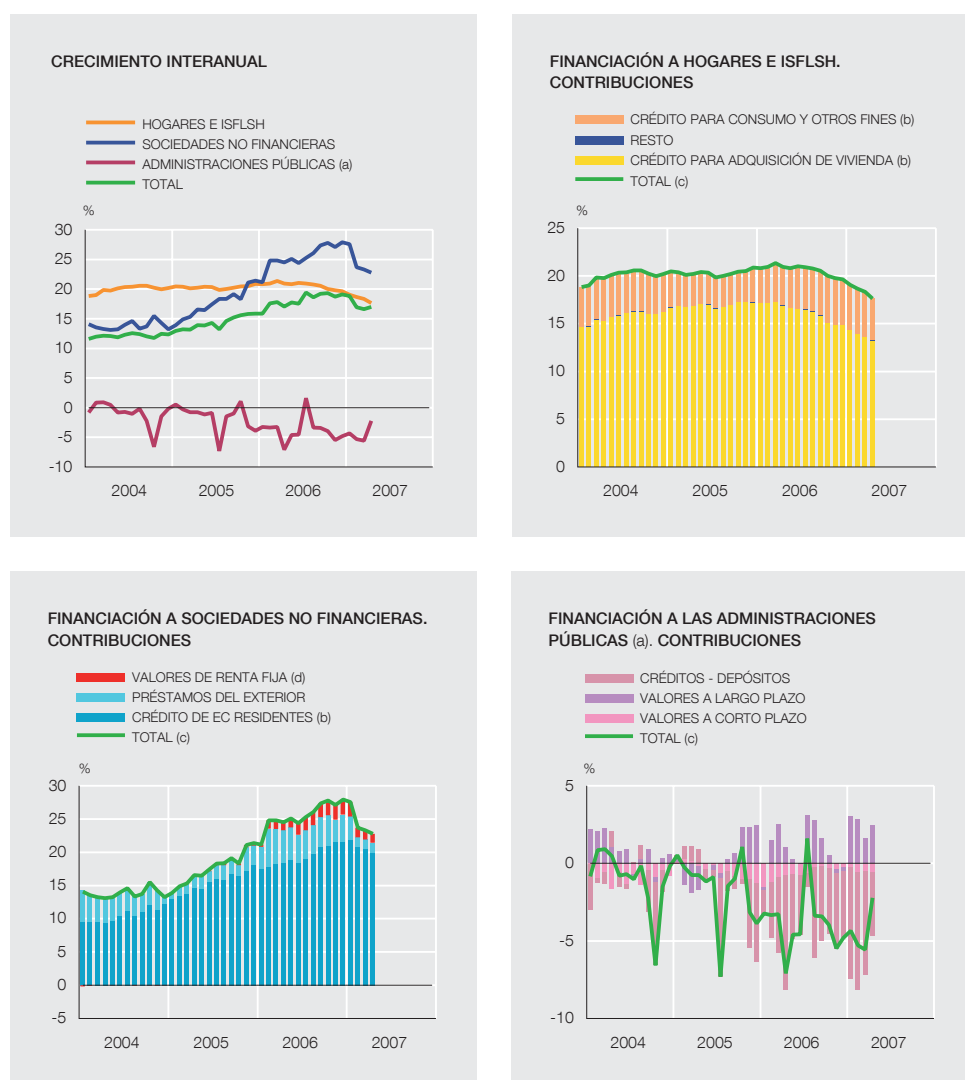 CRECIMIENTO INTERANUAL
HOGARES E ISFLSH
SOCIEDADES NO FINANCIERAS
ADMINISTRACIONES PÚBLICAS (a)
TOTAL
%
30
25
20
15
10
5
0
-5
-10
2004 2005 2006 2007
FINANCIACIÓN A HOGARES E ISFLSH.
CONTRIBUCIONES
CRÉDITO PARA CONSUMO Y OTROS FINES (b)
RESTO
CRÉDITO PARA ADQUISICIÓN DE VIVIENDA (b)
TOTAL (c)
%
25
20
15
10
5
0
2004 2005 2006 2007
FINANCIACIÓN A SOCIEDADES NO FINANCIERAS.
CONTRIBUCIONES
VALORES DE RENTA FIJA (d)
PRÉSTAMOS DEL EXTERIOR
CRÉDITO DE EC RESIDENTES (b)
TOTAL (c)
%
30
25
20
15
10
5
0
-5
2004 2005 2006 2007
FINANCIACIÓN A LAS ADMINISTRACIONES
PÚBLICAS (a). CONTRIBUCIONES
CRÉDITOS - DEPÓSITOS
VALORES A LARGO PLAZO
VALORES A CORTO PLAZO
TOTAL (c)
%
5
0
-5
-10
2004 2005 2006 2007